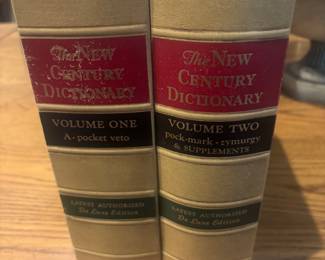 The NEW
CENTURY
DICTIONARY
VOLUME ONE
A - pocket veto
LATEST AUTHORIZED
De Luxe Edition
The NEW
CENTURY
DICTIONARY
VOLUME TWO
pock-mark - zymurgy
& SUPPLEMENTS
LATEST AUTHORIZED
De Luxe Edition